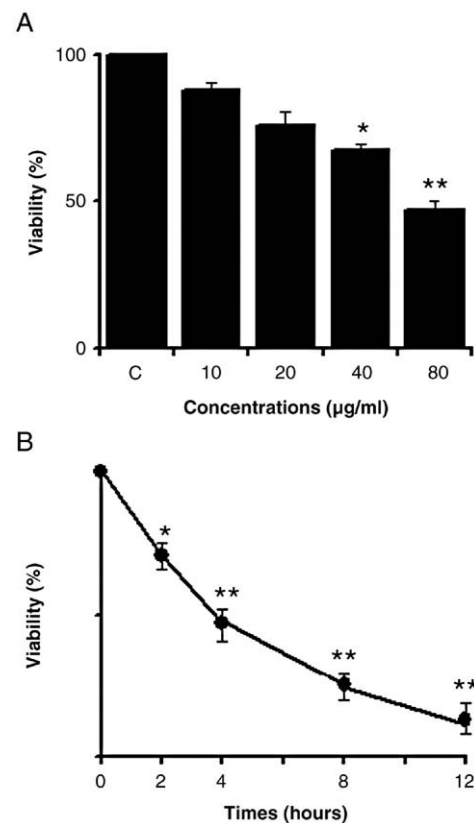 A
100
50
0
Viability (%)
*
**
C 10 20 40 80
Concentrations (µg/ml)
B
Viability (%)
*
**
**
**
0 2 4 8 12
Times (hours)